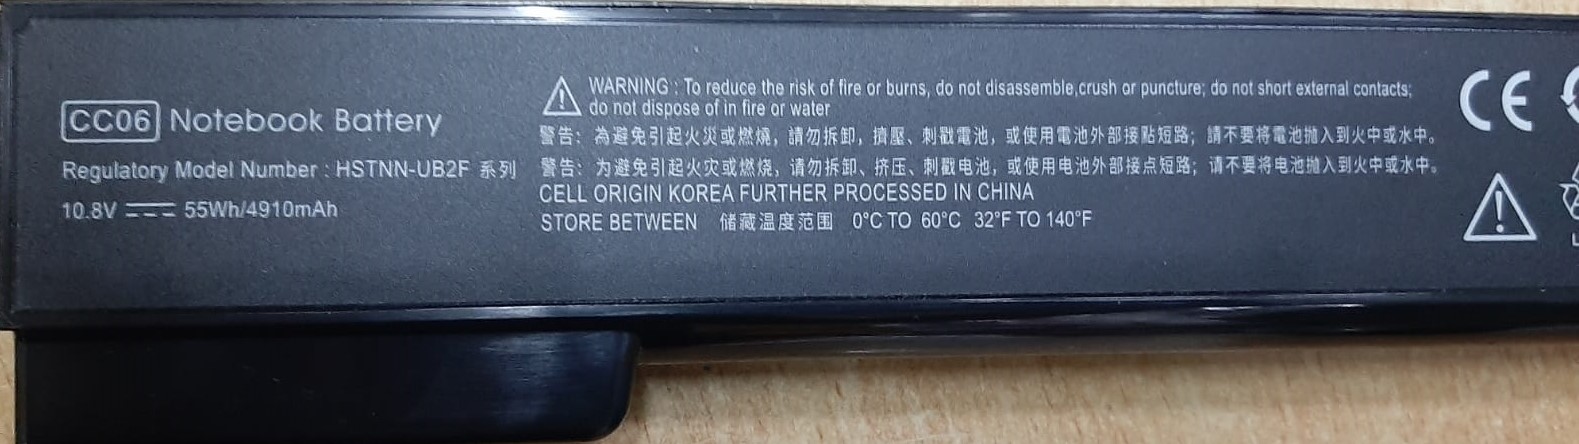 CC06 Notebook Battery
Regulatory Model Number : HSTNN-UB2F 系列
10.8V 55Wh/4910mAh
WARNING : To reduce the risk of fire or burns, do not disassemble,crush or puncture; do not short external contacts;
do not dispose of in fire or water
警告: 為避免引起火災或燃燒，請勿拆卸，擠壓、刺戳電池，或使用電池外部接點短路；請不要將電池拋入到火中或水中。
警告: 为避免引起火灾或燃烧，请勿拆卸、挤压、刺戳电池，或使用电池外部接点短路；请不要将电池抛入到火中或水中。
CELL ORIGIN KOREA FURTHER PROCESSED IN CHINA
STORE BETWEEN 储藏温度范围 0°C TO 60°C 32°F TO 140°F
CE